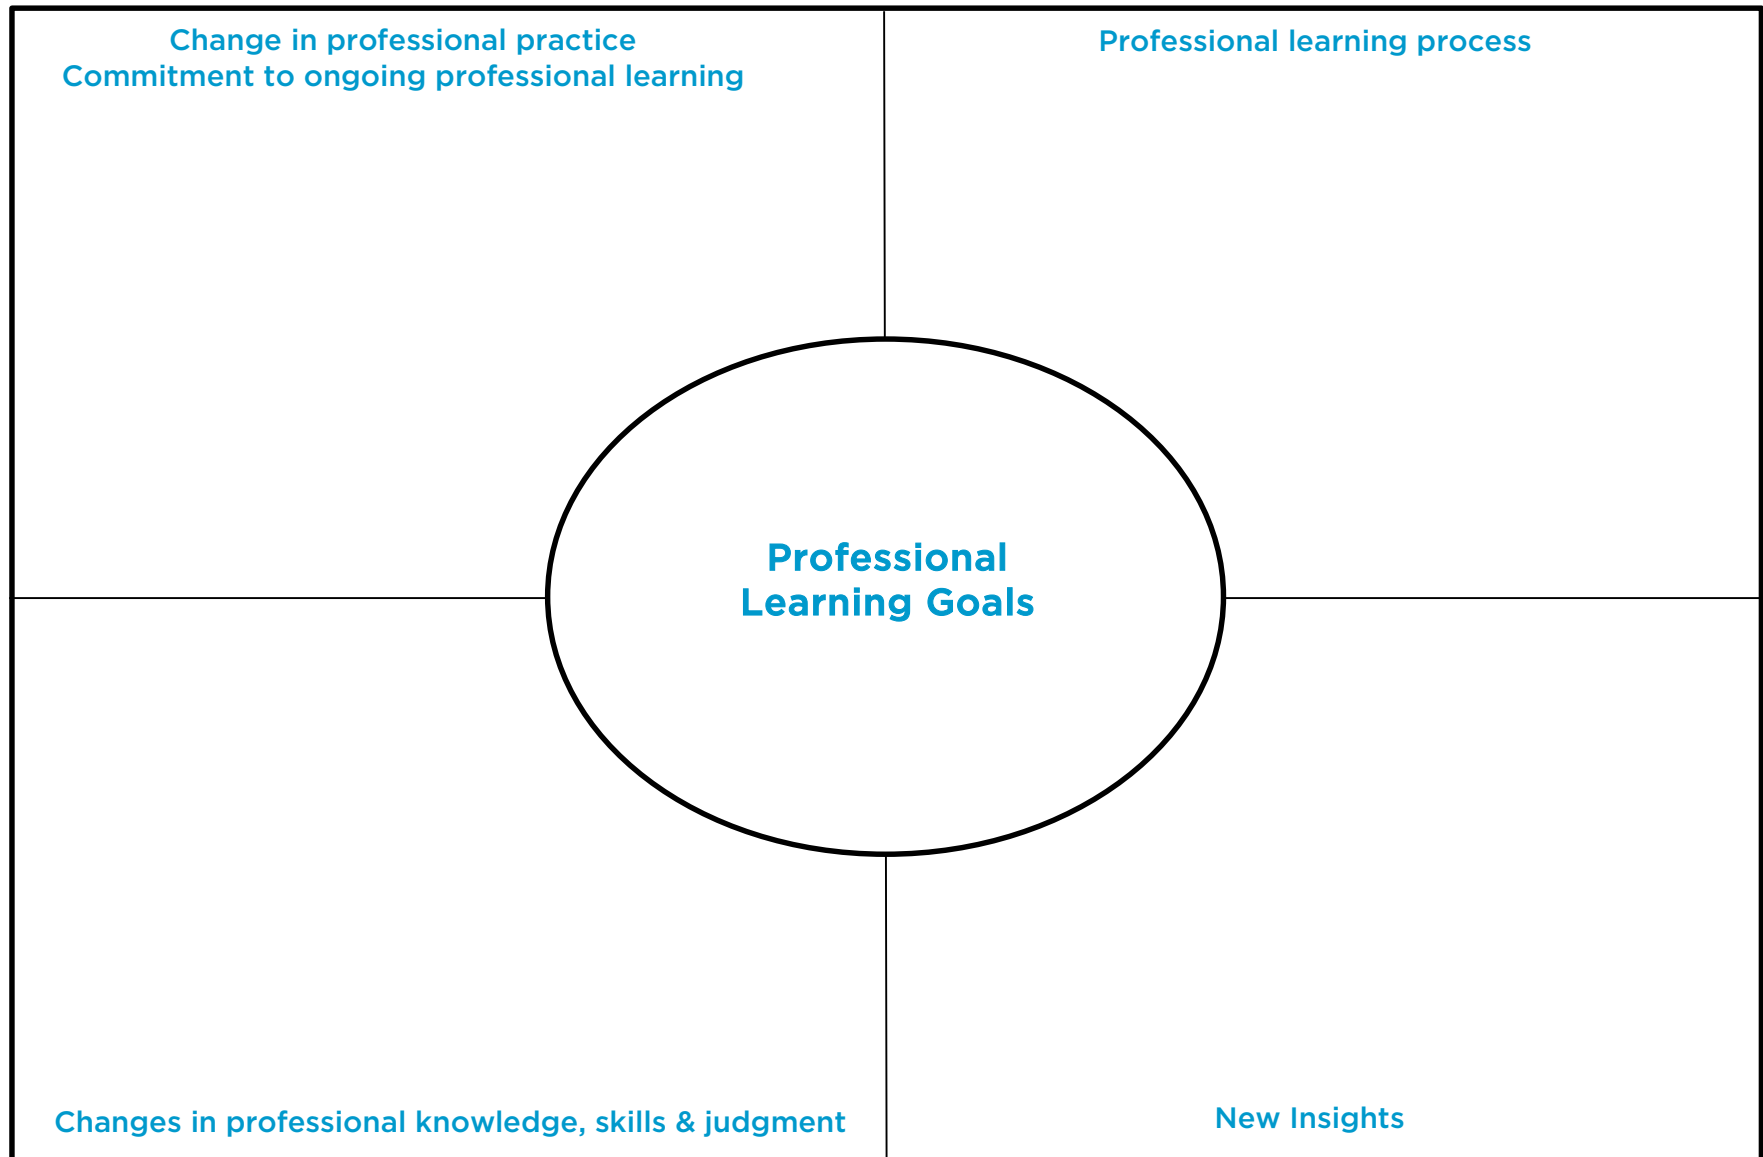 Change in professional practice
Commitment to ongoing professional learning
Professional learning process
Professional
Learning Goals
Changes in professional knowledge, skills & judgment
New Insights